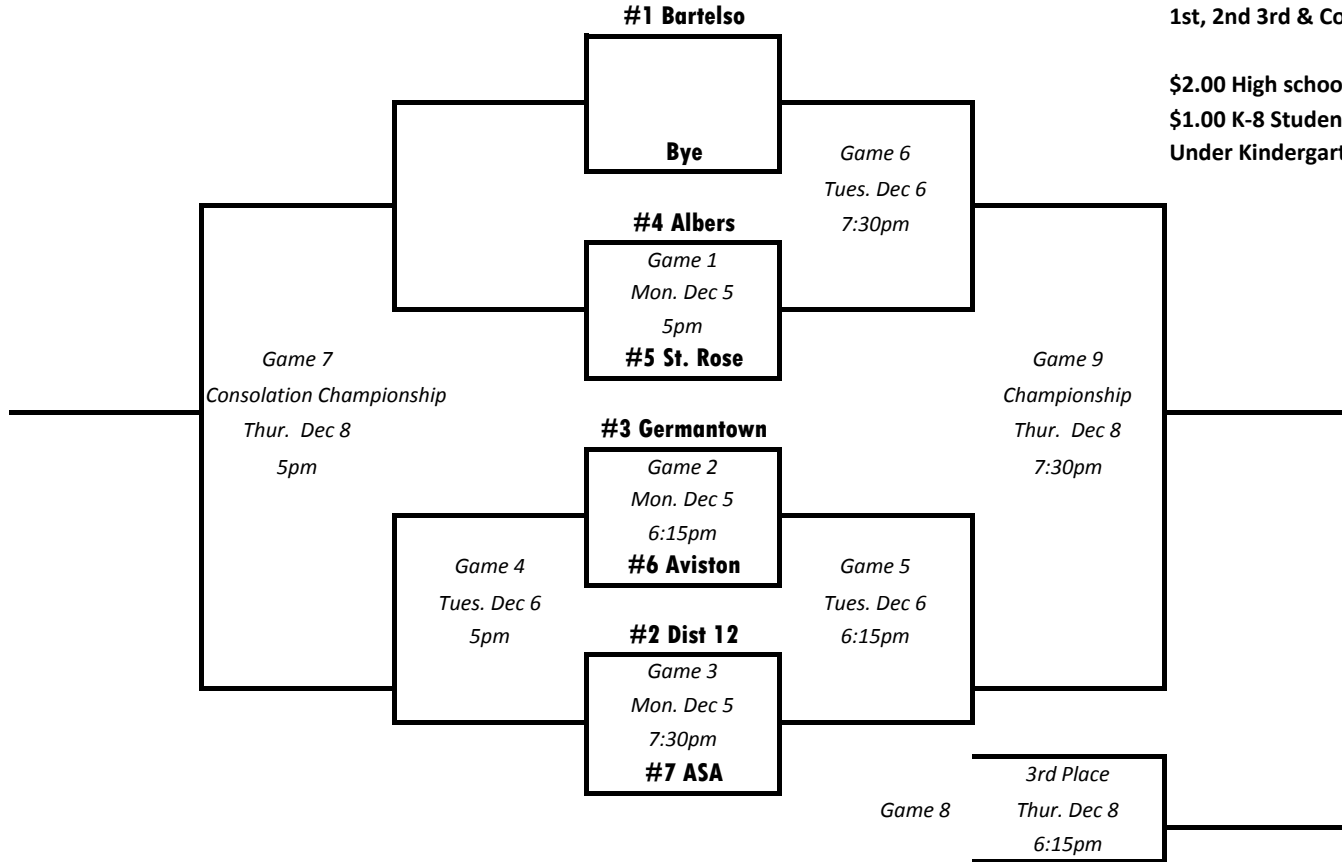 #1 Bartelso
1st, 2nd 3rd & Co
$2.00 High schoo
$1.00 K-8 Studen
Under Kindergart
Bye
Game 6
Tues. Dec 6
7:30pm
#4 Albers
Game 1
Mon. Dec 5
5pm
#5 St. Rose
Game 7
Consolation Championship
Thur. Dec 8
5pm
Game 9
Championship
Thur. Dec 8
7:30pm
#3 Germantown
Game 2
Mon. Dec 5
6:15pm
#6 Aviston
Game 4
Tues. Dec 6
5pm
Game 5
Tues. Dec 6
6:15pm
#2 Dist 12
Game 3
Mon. Dec 5
7:30pm
#7 ASA
Game 8
3rd Place
Thur. Dec 8
6:15pm